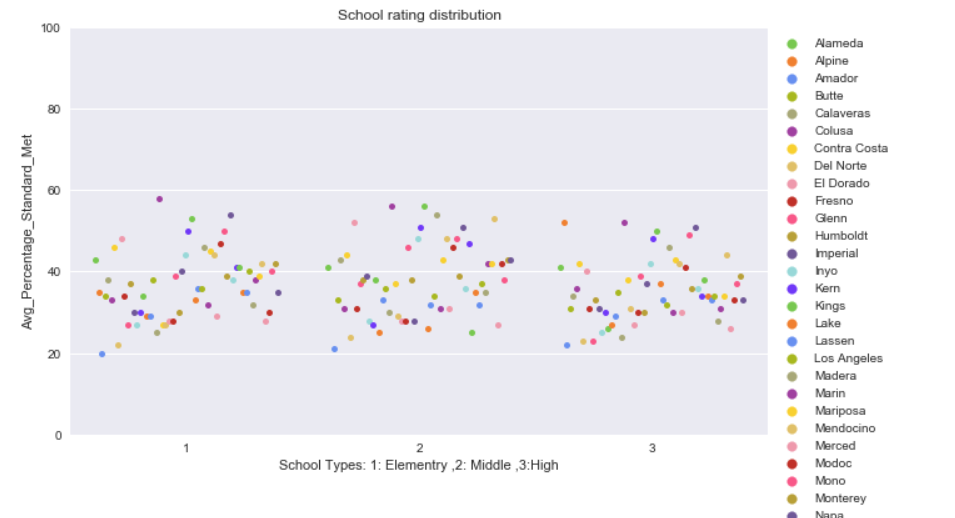 School rating distribution
100
80
60
40
20
0
Avg_Percentage_Standard_Met
1
2
3
School Types: 1: Elementry ,2: Middle ,3:High
Alameda
Alpine
Amador
Butte
Calaveras
Colusa
Contra Costa
Del Norte
El Dorado
Fresno
Glenn
Humboldt
Imperial
Inyo
Kern
Kings
Lake
Lassen
Los Angeles
Madera
Marin
Mariposa
Mendocino
Merced
Modoc
Mono
Monterey
Napa